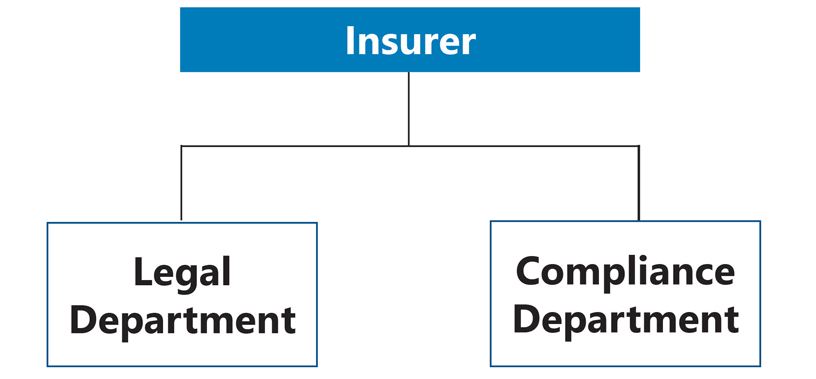 Insurer
Legal
Department
Compliance
Department